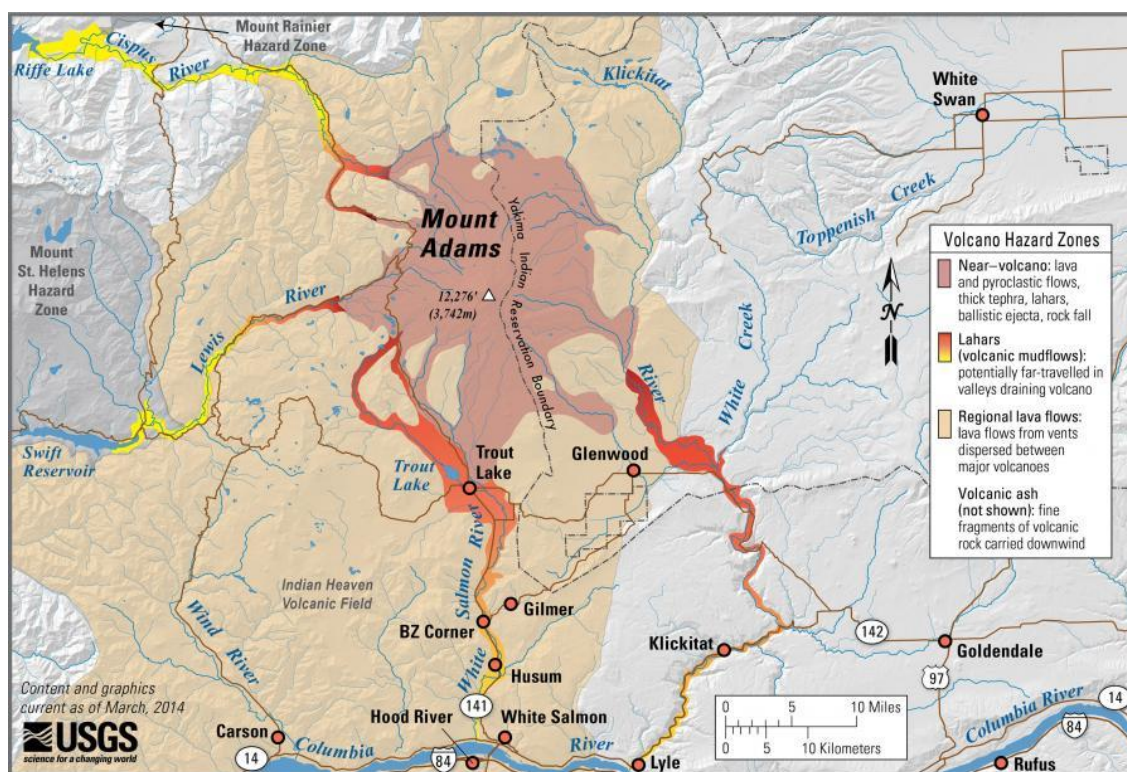 Mount Rainier
Hazard Zone
Cispus
River
Riffe Lake
Klickitat
White
Swan
Toppenish Creek
Mount
Adams
12,276'
(3,742m)
Yakima Indian Reservation Boundary
Mount
St. Helens
Hazard
Zone
Lewis
River
Swift
Reservoir
River
White
Creek
N
Volcano Hazard Zones
Near–volcano: lava
and pyroclastic flows,
thick tephra, lahars,
ballistic ejecta, rock fall
Lahars
(volcanic mudflows):
potentially far-travelled in
valleys draining volcano
Regional lava flows:
lava flows from vents
dispersed between
major volcanoes
Volcanic ash
(not shown): fine
fragments of volcanic
rock carried downwind
Trout
Lake
Trout
Lake
Glenwood
Indian Heaven
Volcanic Field
Wind
River
White Salmon River
Gilmer
BZ Corner
Husum
141
Klickitat
142
Goldendale
97
Content and graphics
current as of March, 2014
USGS
science for a changing world
Carson
14
Hood River
White Salmon
84
Columbia River
Lyle
0 5 10 Miles
0 5 10 Kilometers
Columbia River
14
84
Rufus